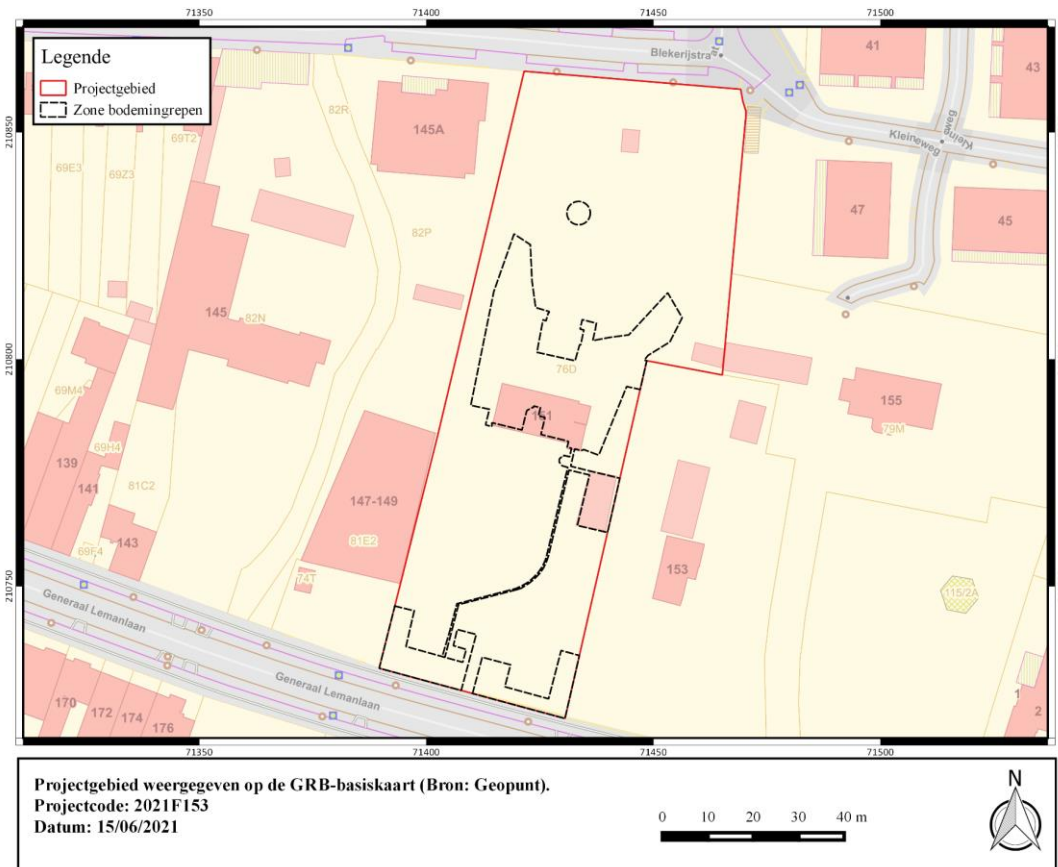 71350 71400 71450 71500
Legende
Projectgebied
Zone bodemingrepen
Blekerijstraat
41
43
82R
145A
69T2
210850
69E3
69Z3
Kleineweg
Kleineweg
47
45
82P
145
82N
210800
76D
69M4
151
155
79M
139
69H4
141
81C2
147-149
143
81E2
69F4
74T
153
115/2A
210750
Generaal Lemanlaan
Generaal Lemanlaan
170
172
174
176
1
2
71350 71400 71450 71500
Projectgebied weergegeven op de GRB-basiskaart (Bron: Geopunt).
Projectcode: 2021F153
Datum: 15/06/2021
0 10 20 30 40 m
N